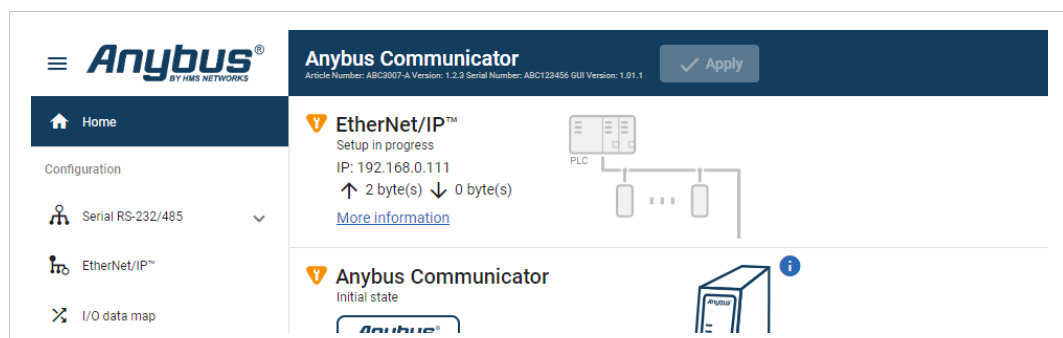 Anybus®
BY HMS NETWORKS
Anybus Communicator
Article Number: ABC3007-A Version: 1.2.3 Serial Number: ABC123456 GUI Version: 1.01.1
Apply
Home
Configuration
Serial RS-232/485
EtherNet/IP™
I/O data map
EtherNet/IP™
Setup in progress
IP: 192.168.0.111
2 byte(s) 0 byte(s)
More information
PLC
Anybus Communicator
Initial state
Anybus®
Anybus